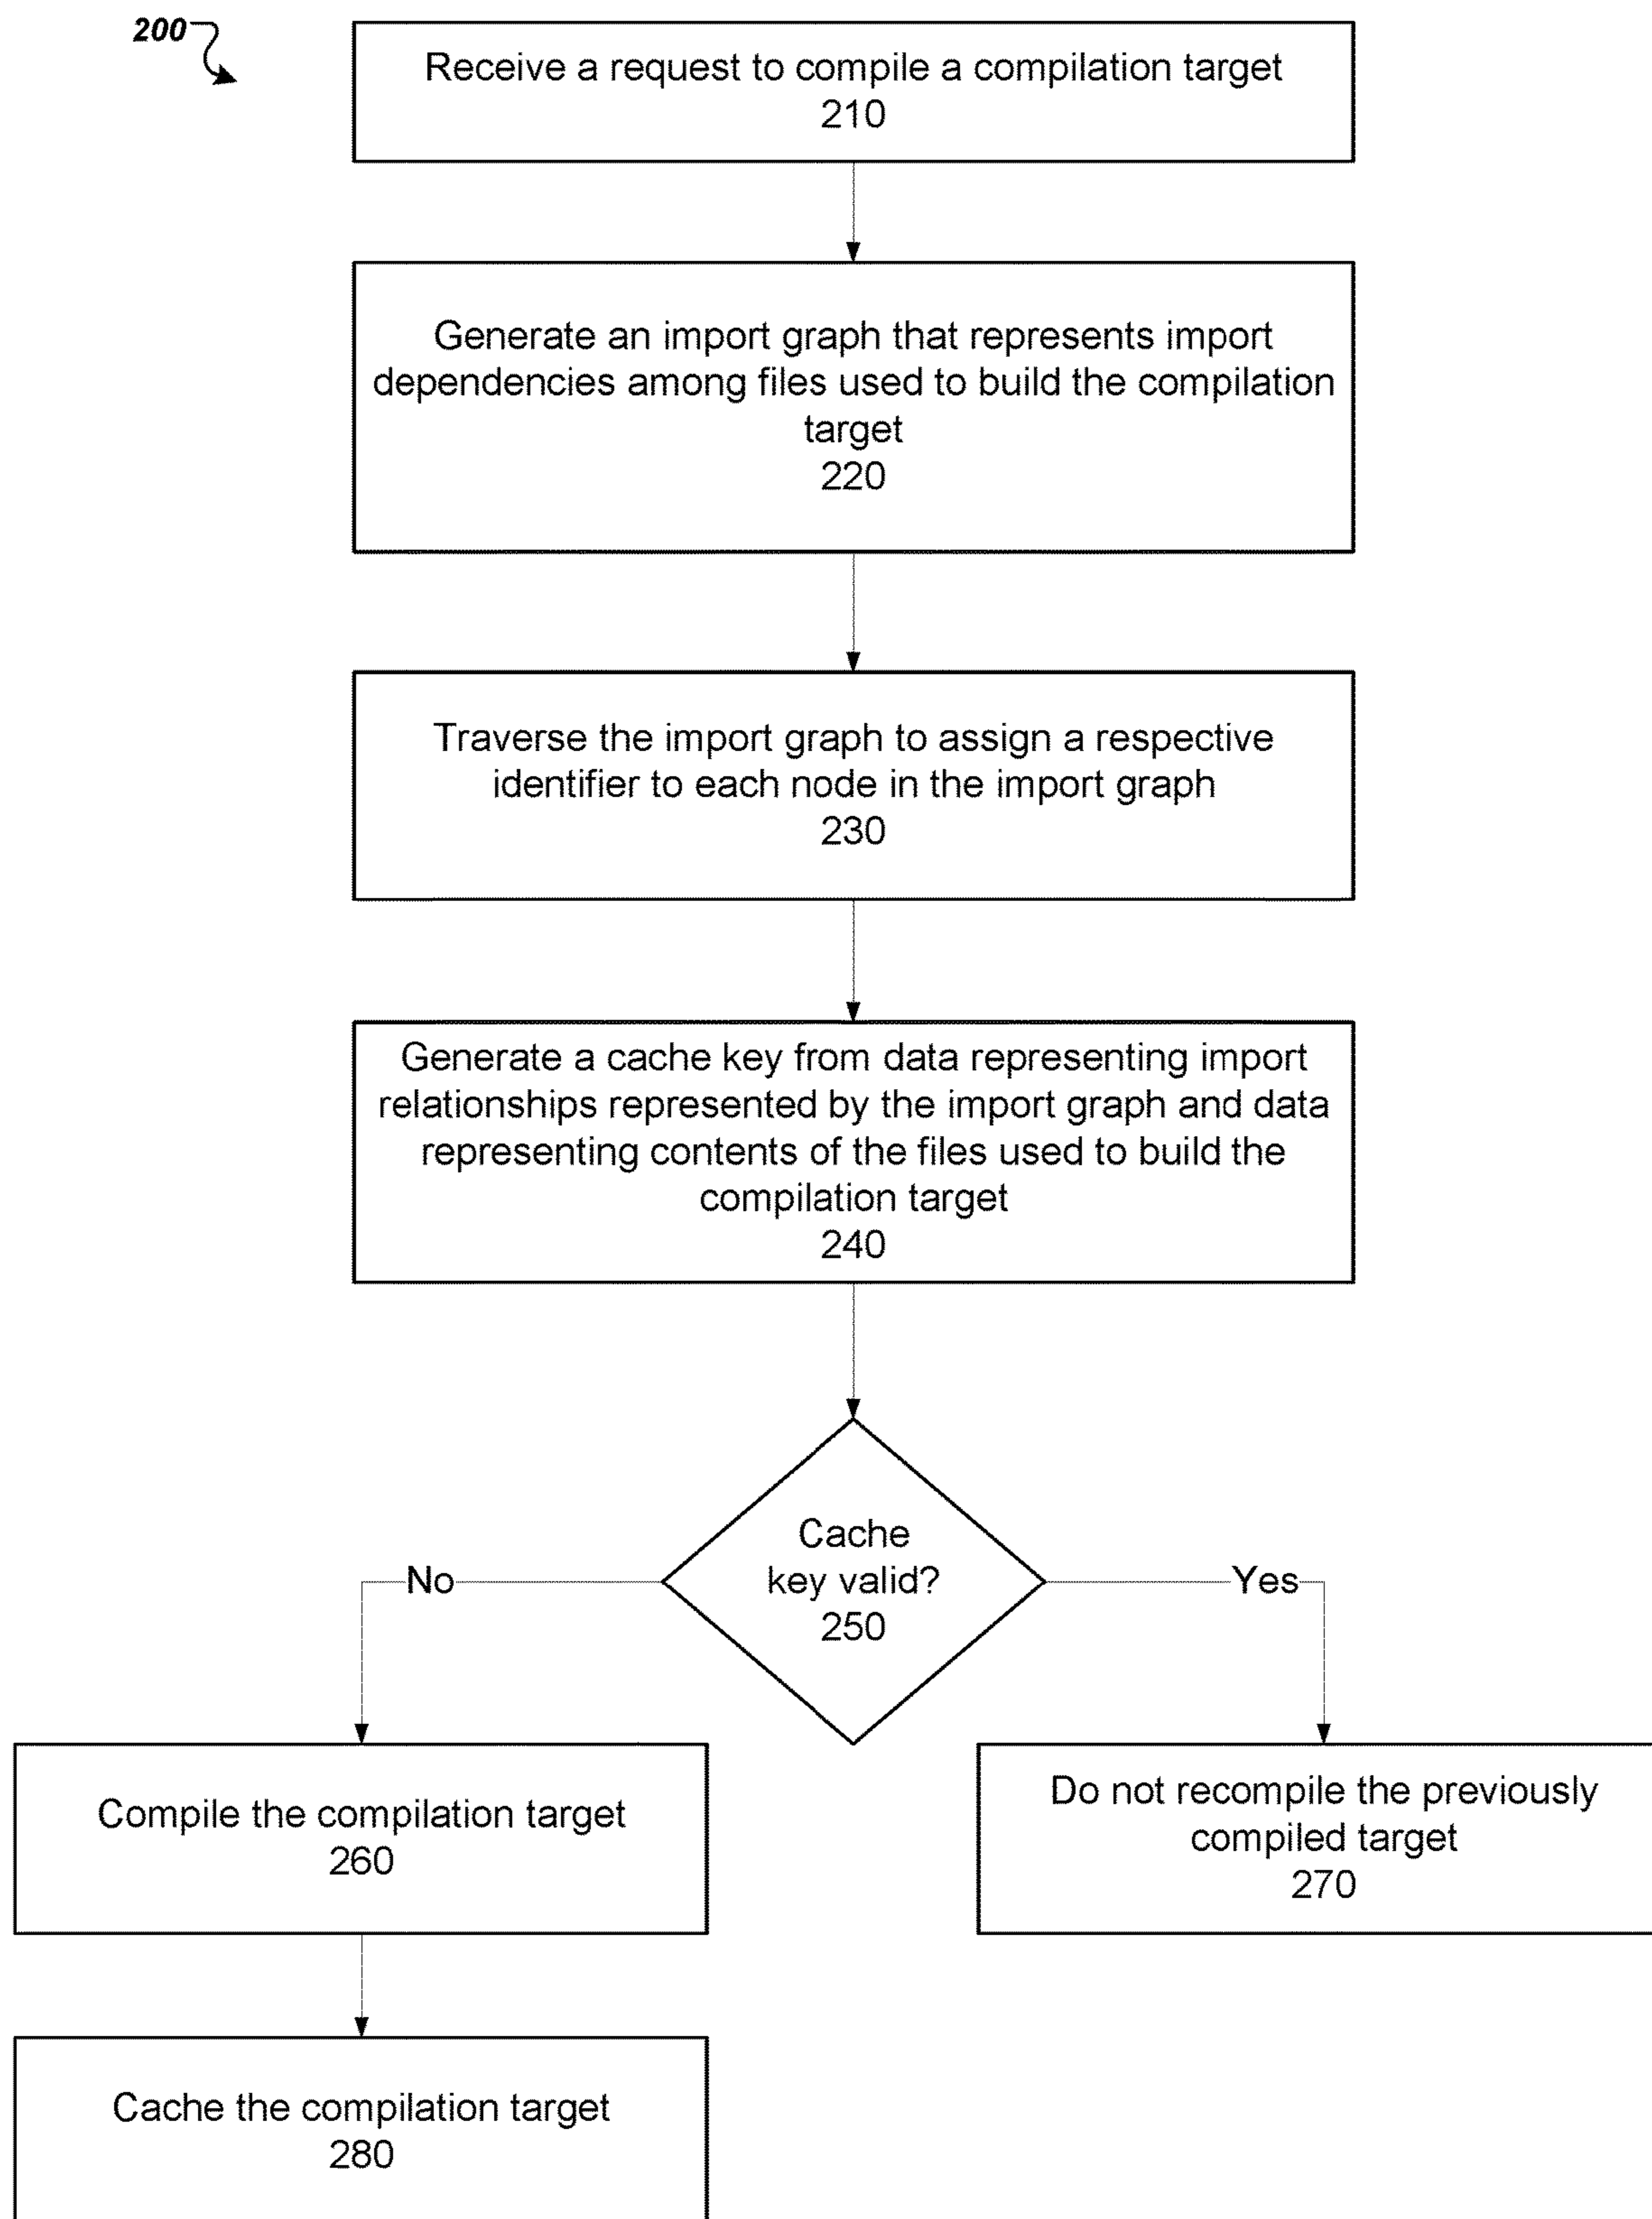 200
Receive a request to compile a compilation target
210
Generate an import graph that represents import
dependencies among files used to build the compilation
target
220
Traverse the import graph to assign a respective
identifier to each node in the import graph
230
Generate a cache key from data representing import
relationships represented by the import graph and data
representing contents of the files used to build the
compilation target
240
Cache
key valid?
250
No
Yes
Compile the compilation target
260
Do not recompile the previously
compiled target
270
Cache the compilation target
280